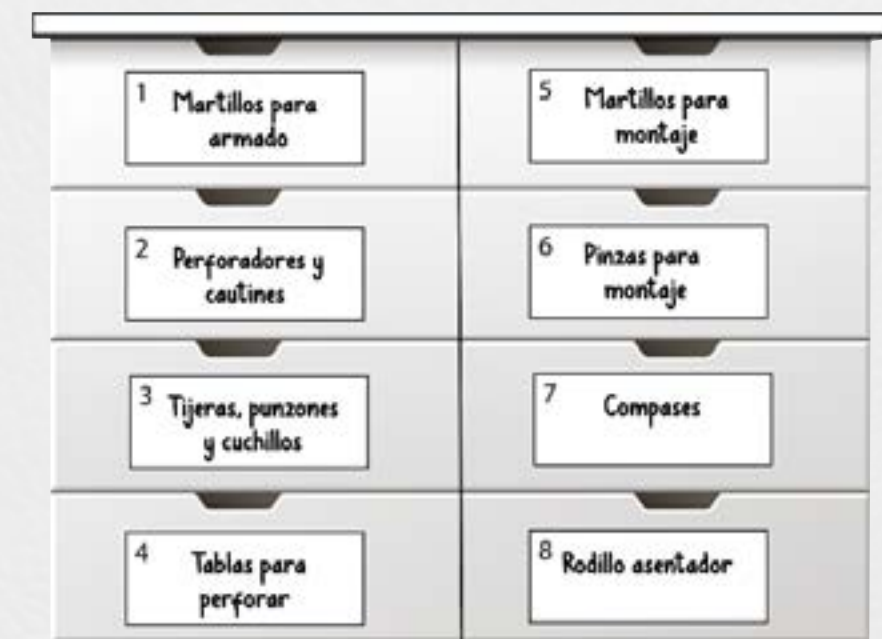 1 Martillos para
armado
2 Perforadores y
cautines
3 Tijeras, punzones
y cuchillos
4 Tablas para
perforar
5 Martillos para
montaje
6 Pinzas para
montaje
7 Compases
8 Rodillo asentador